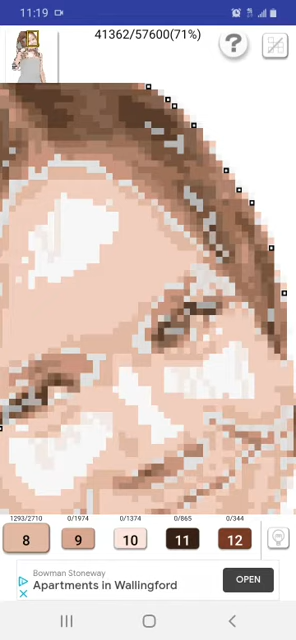 11:19
41362/57600(71%)
?
1293/2710 0/1974 0/1374 0/865 0/344
8 9 10 11 12
Bowman Stoneway
Apartments in Wallingford
OPEN